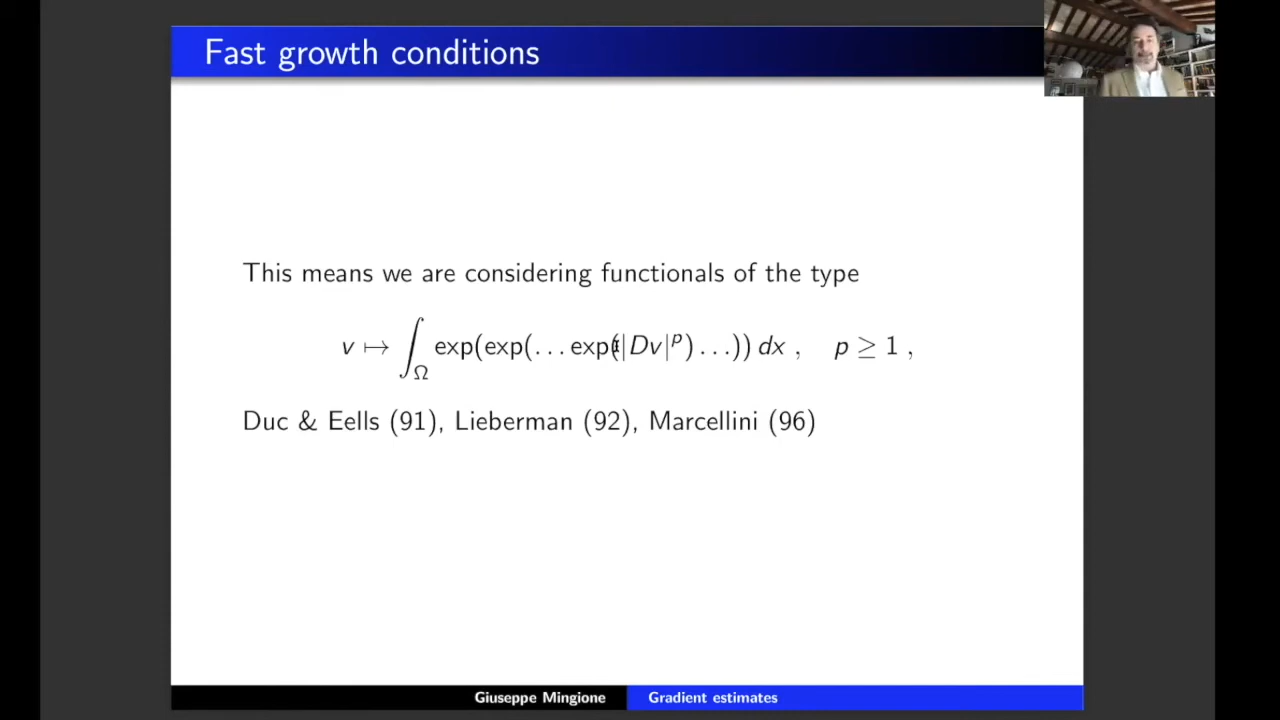 Fast growth conditions
This means we are considering functionals of the type
v ↦ ∫_Ω exp(exp(... exp(|Dv|^p) ...)) dx , p ≥ 1 ,
Duc & Eells (91), Lieberman (92), Marcellini (96)
Giuseppe Mingione Gradient estimates